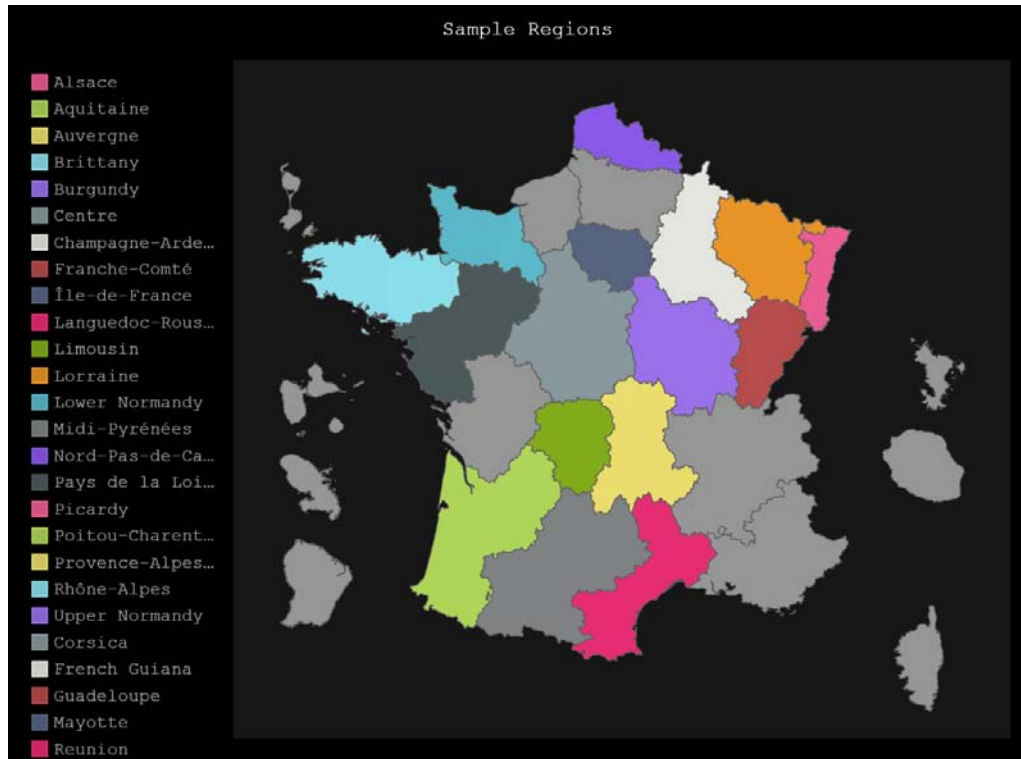 Sample Regions
Alsace
Aquitaine
Auvergne
Brittany
Burgundy
Centre
Champagne-Arde…
Franche-Comté
Île-de-France
Languedoc-Rous…
Limousin
Lorraine
Lower Normandy
Midi-Pyrénées
Nord-Pas-de-Ca…
Pays de la Loi…
Picardy
Poitou-Charent…
Provence-Alpes…
Rhône-Alpes
Upper Normandy
Corsica
French Guiana
Guadeloupe
Mayotte
Reunion